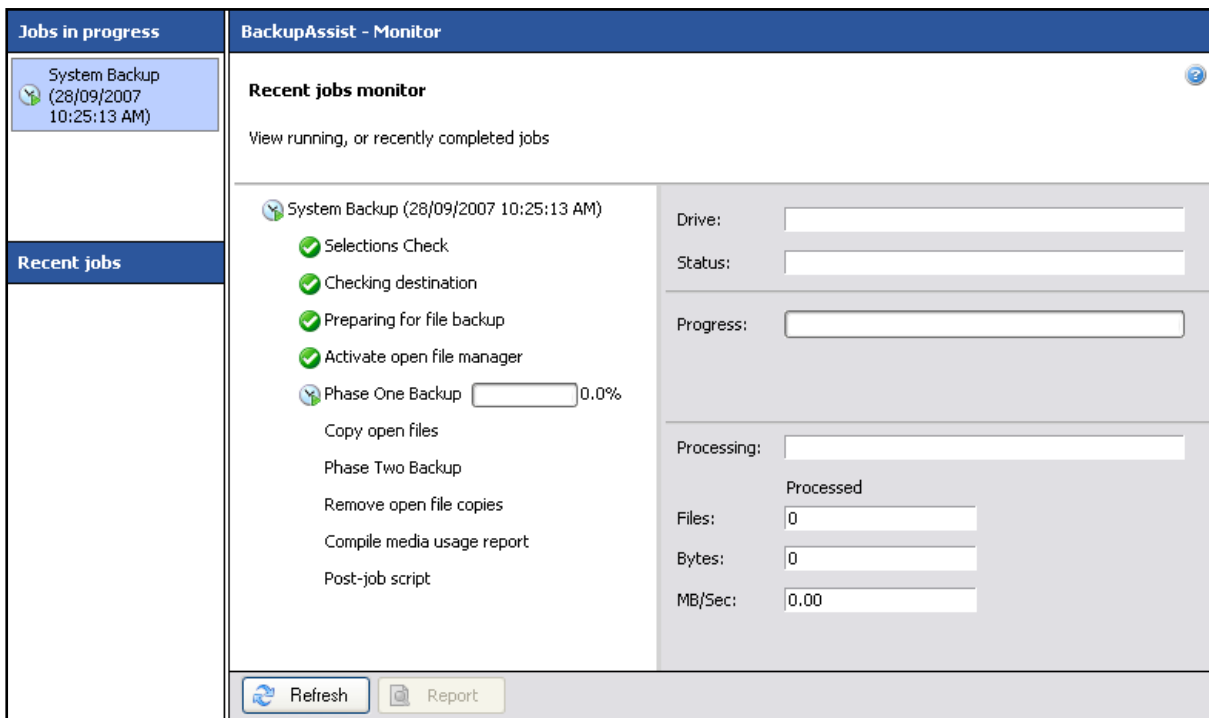 Jobs in progress
System Backup
(28/09/2007
10:25:13 AM)
Recent jobs
BackupAssist - Monitor
Recent jobs monitor
View running, or recently completed jobs
System Backup (28/09/2007 10:25:13 AM)
Selections Check
Checking destination
Preparing for file backup
Activate open file manager
Phase One Backup 0.0%
Copy open files
Phase Two Backup
Remove open file copies
Compile media usage report
Post-job script
Drive:
Status:
Progress:
Processing:
Processed
Files: 0
Bytes: 0
MB/Sec: 0.00
Refresh
Report